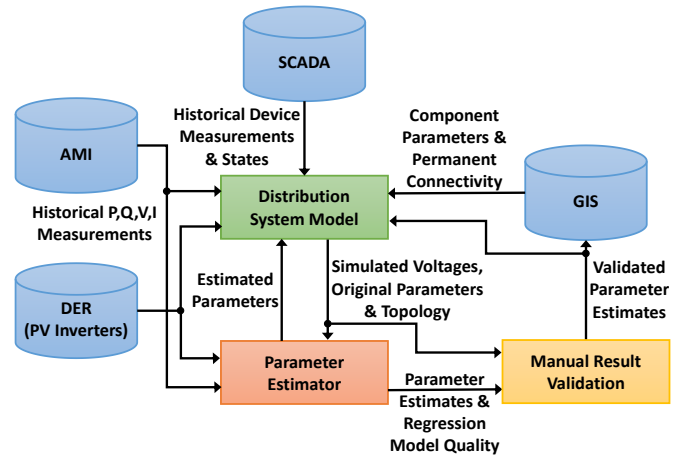 SCADA
Historical Device
Measurements
& States
Component
Parameters &
Permanent
Connectivity
AMI
GIS
Distribution
System Model
Historical P,Q,V,I
Measurements
DER
(PV Inverters)
Estimated
Parameters
Simulated Voltages,
Original Parameters
& Topology
Validated
Parameter
Estimates
Parameter
Estimator
Manual Result
Validation
Parameter
Estimates &
Regression
Model Quality